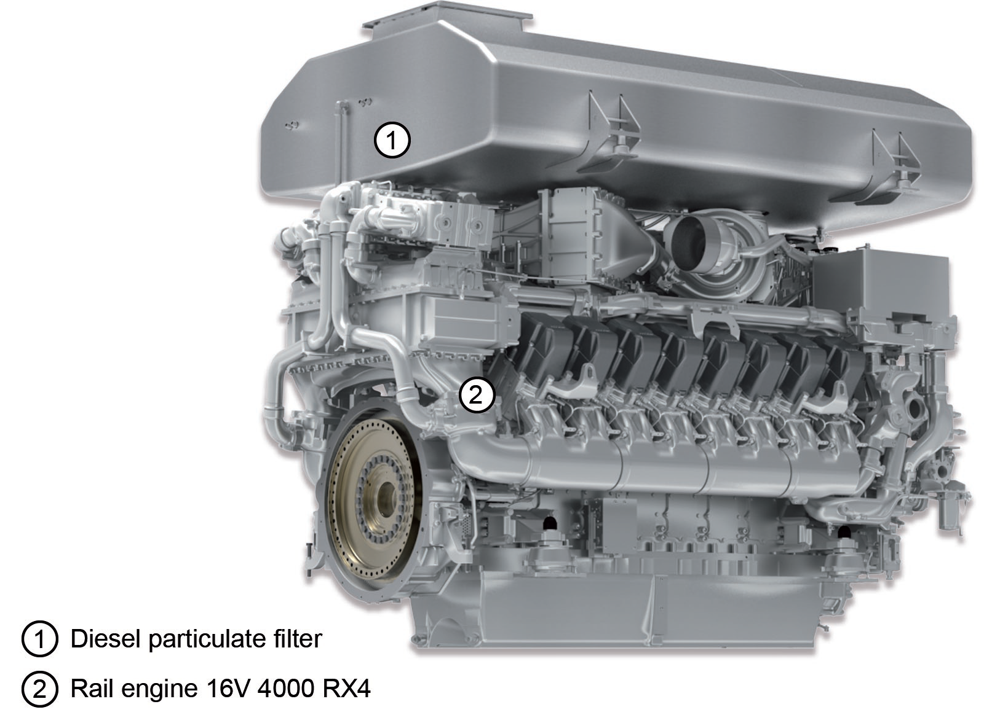 1
2
1 Diesel particulate filter
2 Rail engine 16V 4000 RX4